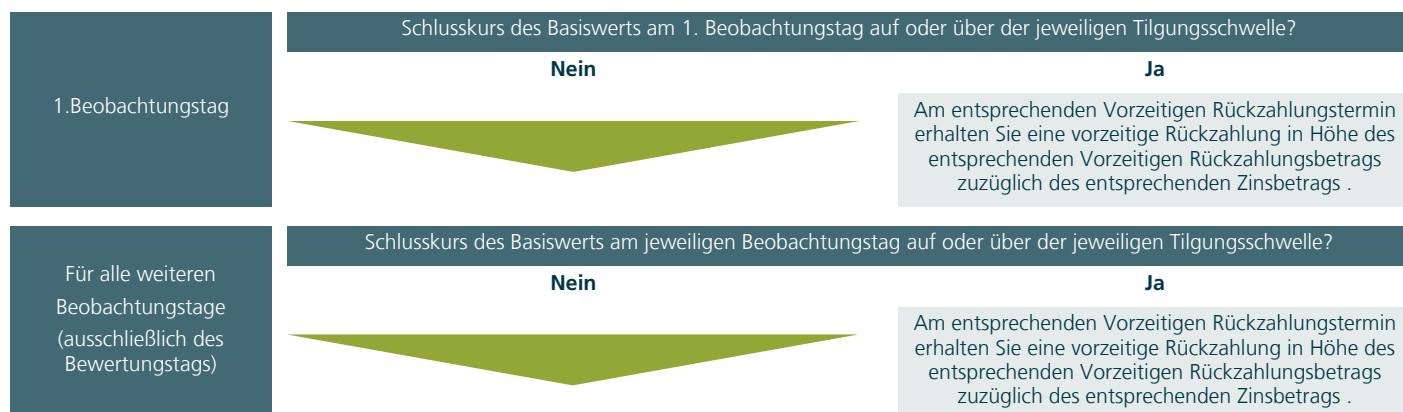 1.Beobachtungstag
Schlusskurs des Basiswerts am 1. Beobachtungstag auf oder über der jeweiligen Tilgungsschwelle?
Nein
Ja
Am entsprechenden Vorzeitigen Rückzahlungstermin
erhalten Sie eine vorzeitige Rückzahlung in Höhe des
entsprechenden Vorzeitigen Rückzahlungsbetrags
zuzüglich des entsprechenden Zinsbetrags .
Für alle weiteren
Beobachtungstage
(ausschließlich des
Bewertungstags)
Schlusskurs des Basiswerts am jeweiligen Beobachtungstag auf oder über der jeweiligen Tilgungsschwelle?
Nein
Ja
Am entsprechenden Vorzeitigen Rückzahlungstermin
erhalten Sie eine vorzeitige Rückzahlung in Höhe des
entsprechenden Vorzeitigen Rückzahlungsbetrags
zuzüglich des entsprechenden Zinsbetrags .